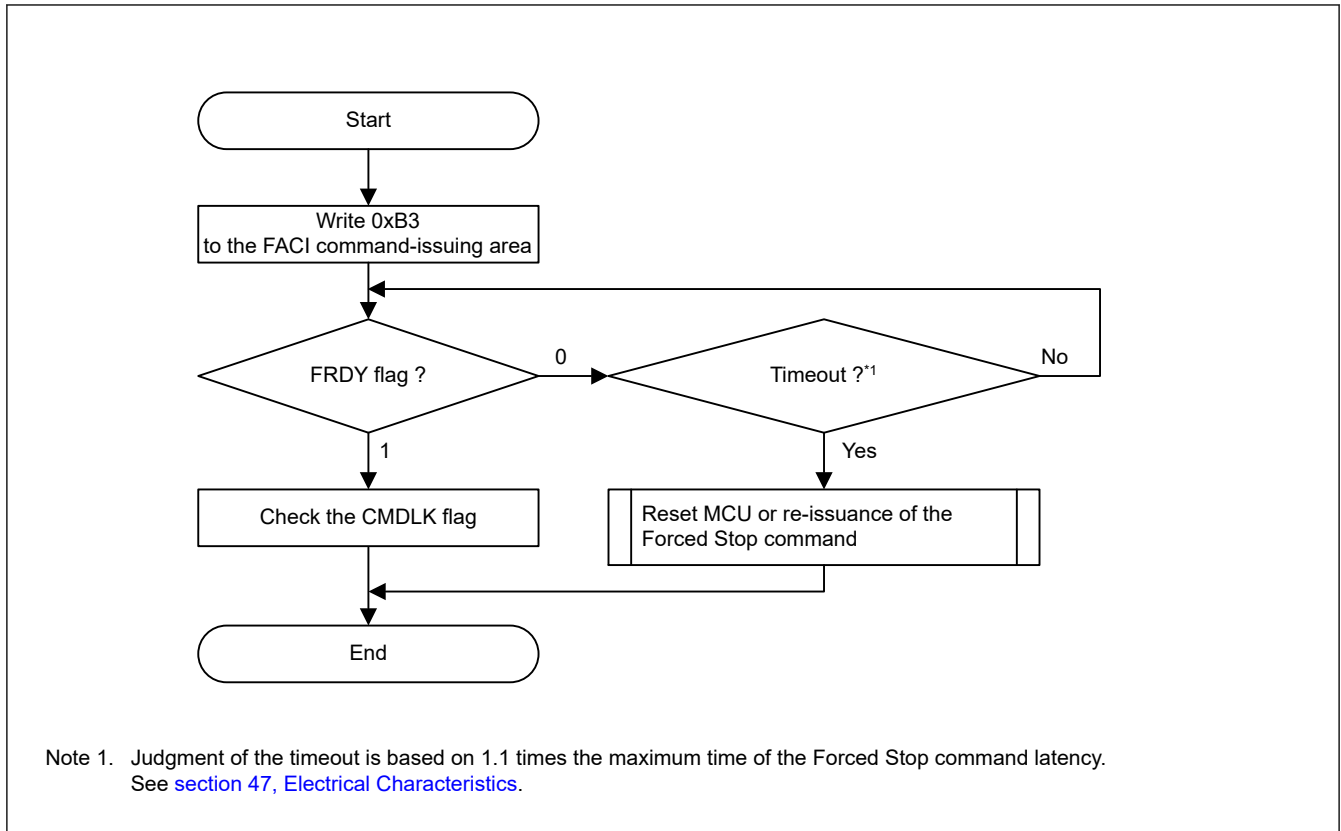 Start
Write 0xB3
to the FACI command-issuing area
FRDY flag ?
0
Timeout ?*1
No
1
Yes
Check the CMDLK flag
Reset MCU or re-issuance of the
Forced Stop command
End
Note 1. Judgment of the timeout is based on 1.1 times the maximum time of the Forced Stop command latency.
See section 47, Electrical Characteristics.